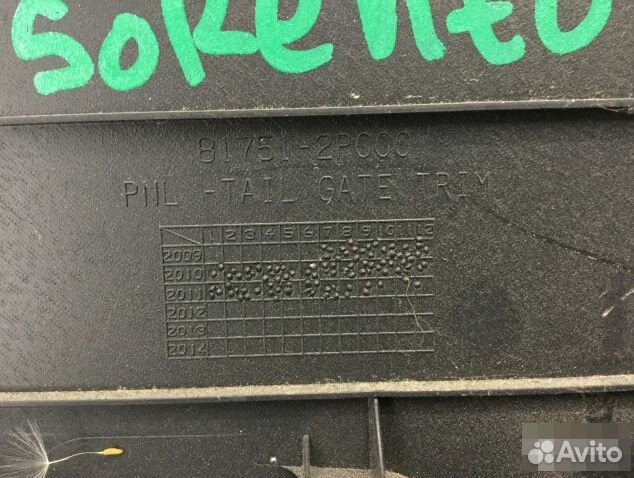 SORENTO
81751-2P000
PNL -TAIL GATE TRIM
1 2 3 4 5 6 7 8 9 10 11 12
2009
2010
2011
2012
2013
2014
Avito